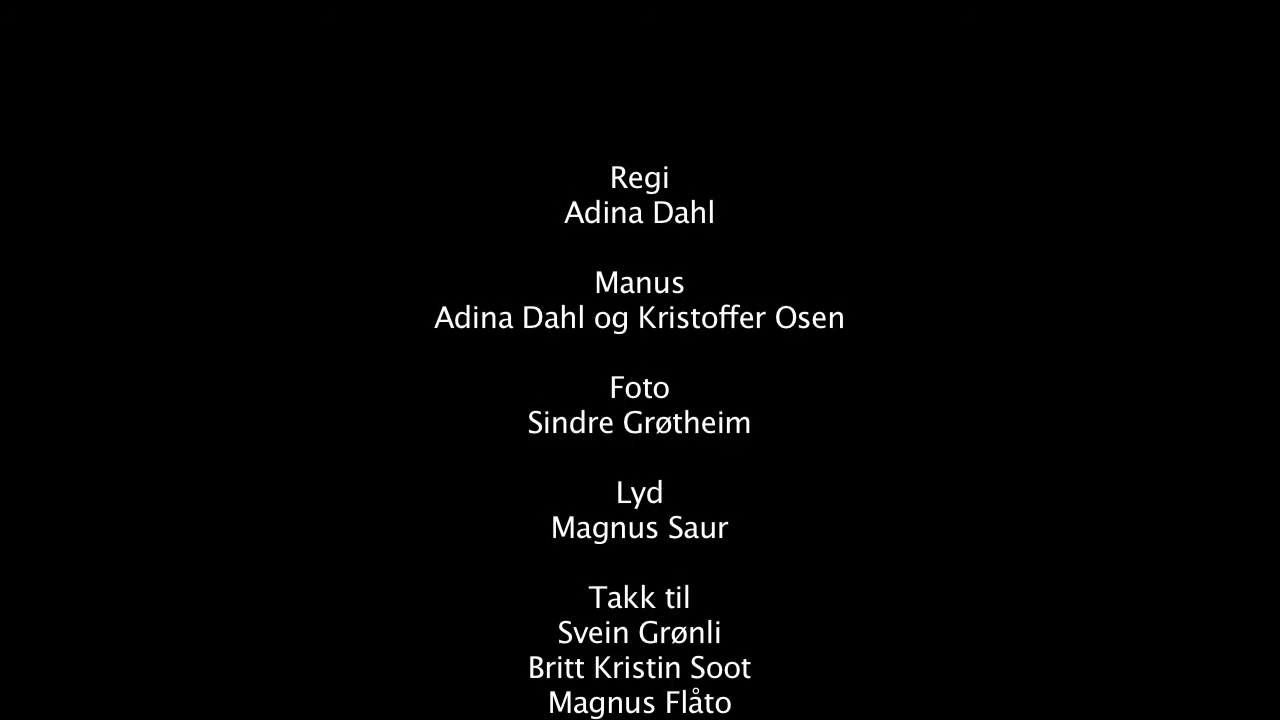 Regi
Adina Dahl
Manus
Adina Dahl og Kristoffer Osen
Foto
Sindre Grøtheim
Lyd
Magnus Saur
Takk til
Svein Grønli
Britt Kristin Soot
Magnus Flåto